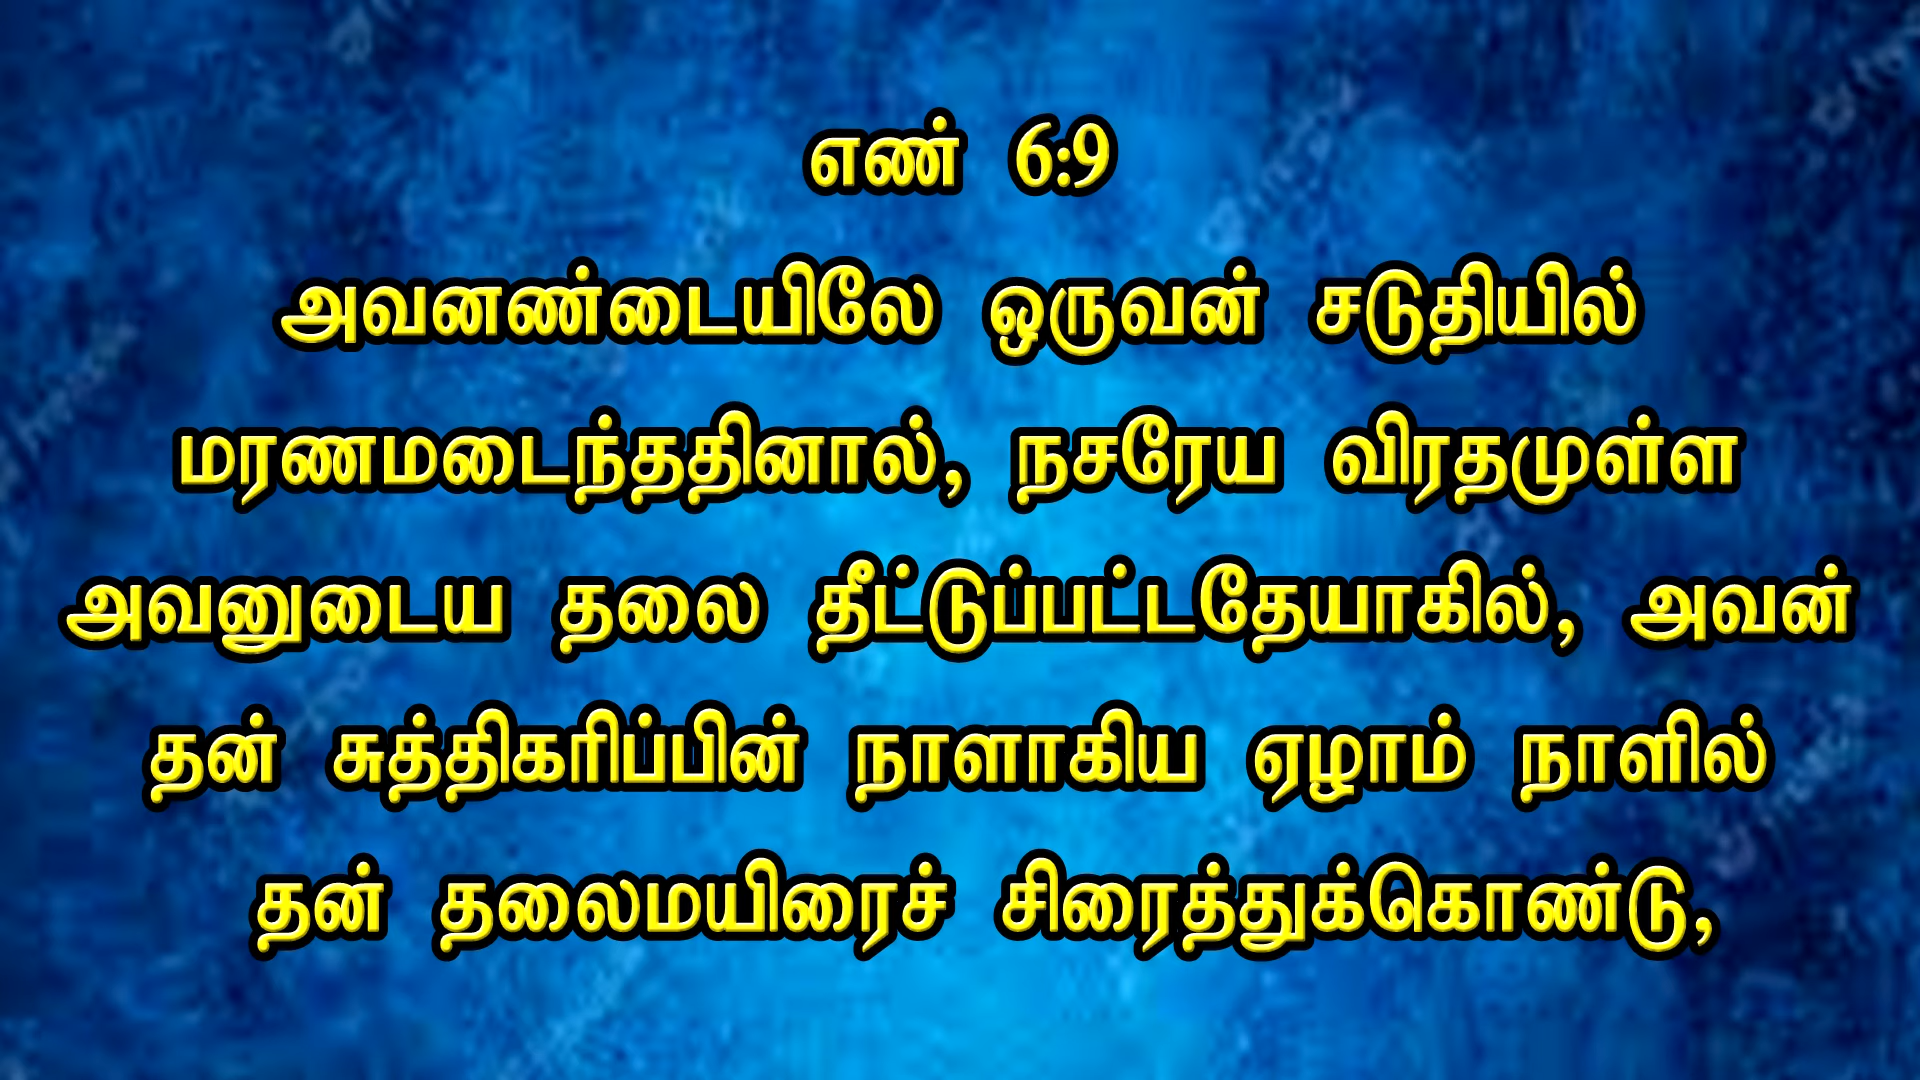 எண் 6:9
அவனண்டையிலே ஒருவன் சடுதியில்
மரணமடைந்ததினால், நசரேய விரதமுள்ள
அவனுடைய தலை தீட்டுப்பட்டதேயாகில், அவன்
தன் சுத்திகரிப்பின் நாளாகிய ஏழாம் நாளில்
தன் தலைமயிரைச் சிரைத்துக்கொண்டு,